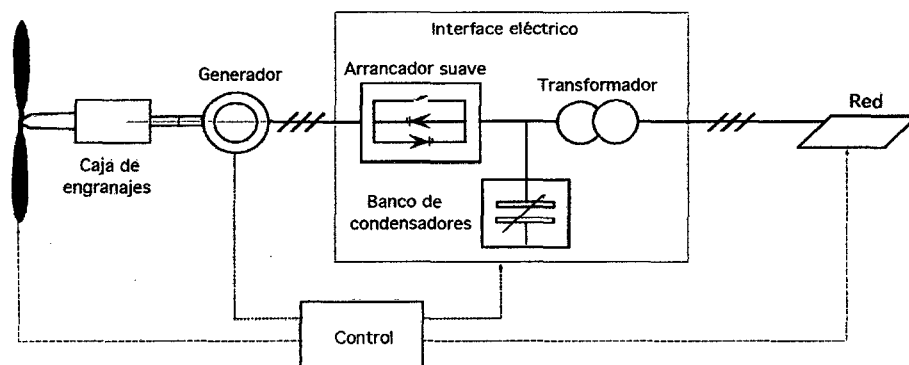 Interface eléctrico
Generador
Arrancador suave
Transformador
Red
Caja de
engranajes
Banco de
condensadores
Control